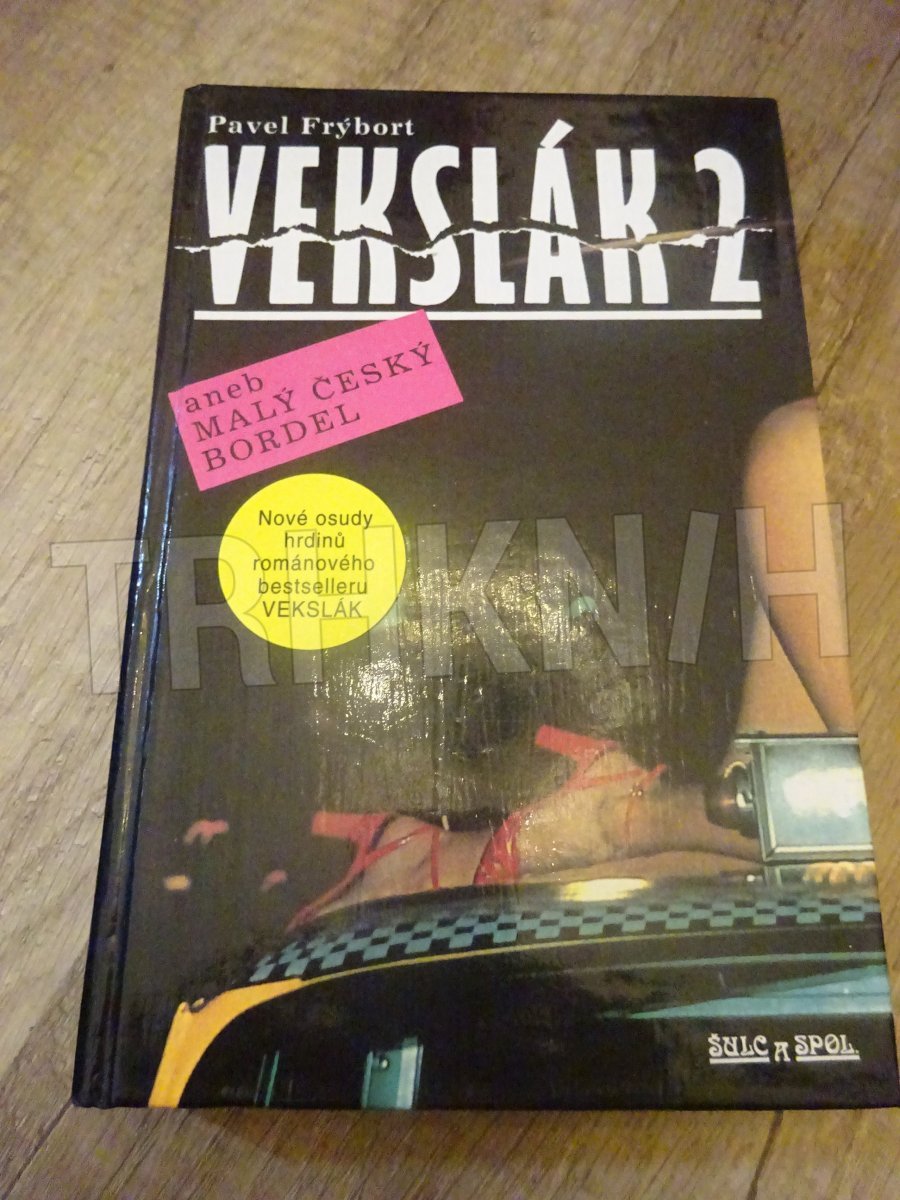 Pavel Frýbort
VEKSLÁK 2
aneb
MALÝ ČESKÝ
BORDEL
Nové osudy
hrdinů
románového
bestselleru
VEKSLÁK
TRHKNIH
ŠULC A SPOL.